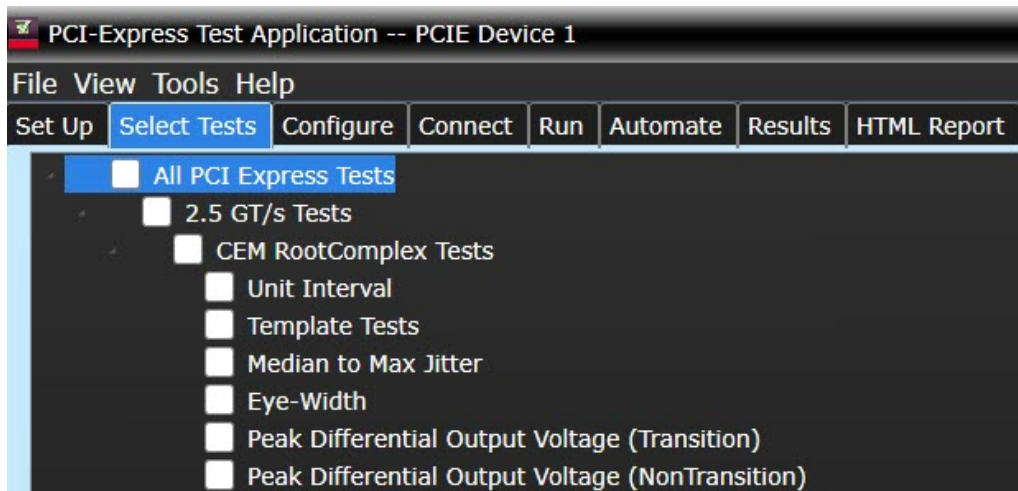 PCI-Express Test Application -- PCIE Device 1
File View Tools Help
Set Up Select Tests Configure Connect Run Automate Results HTML Report
All PCI Express Tests
2.5 GT/s Tests
CEM RootComplex Tests
Unit Interval
Template Tests
Median to Max Jitter
Eye-Width
Peak Differential Output Voltage (Transition)
Peak Differential Output Voltage (NonTransition)